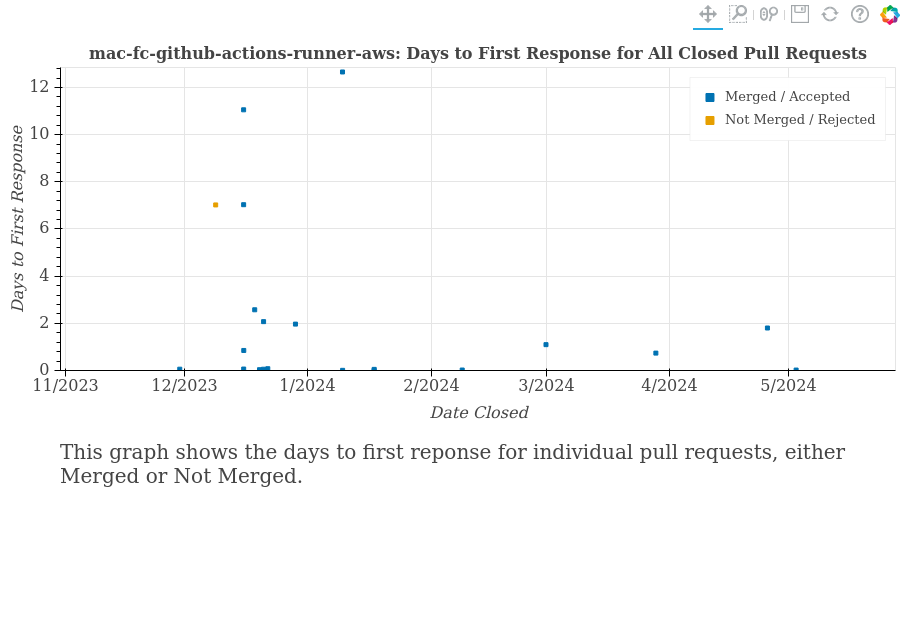 mac-fc-github-actions-runner-aws: Days to First Response for All Closed Pull Requests
Merged / Accepted
Not Merged / Rejected
Days to First Response
12
10
8
6
4
2
0
11/2023 12/2023 1/2024 2/2024 3/2024 4/2024 5/2024
Date Closed
This graph shows the days to first reponse for individual pull requests, either
Merged or Not Merged.